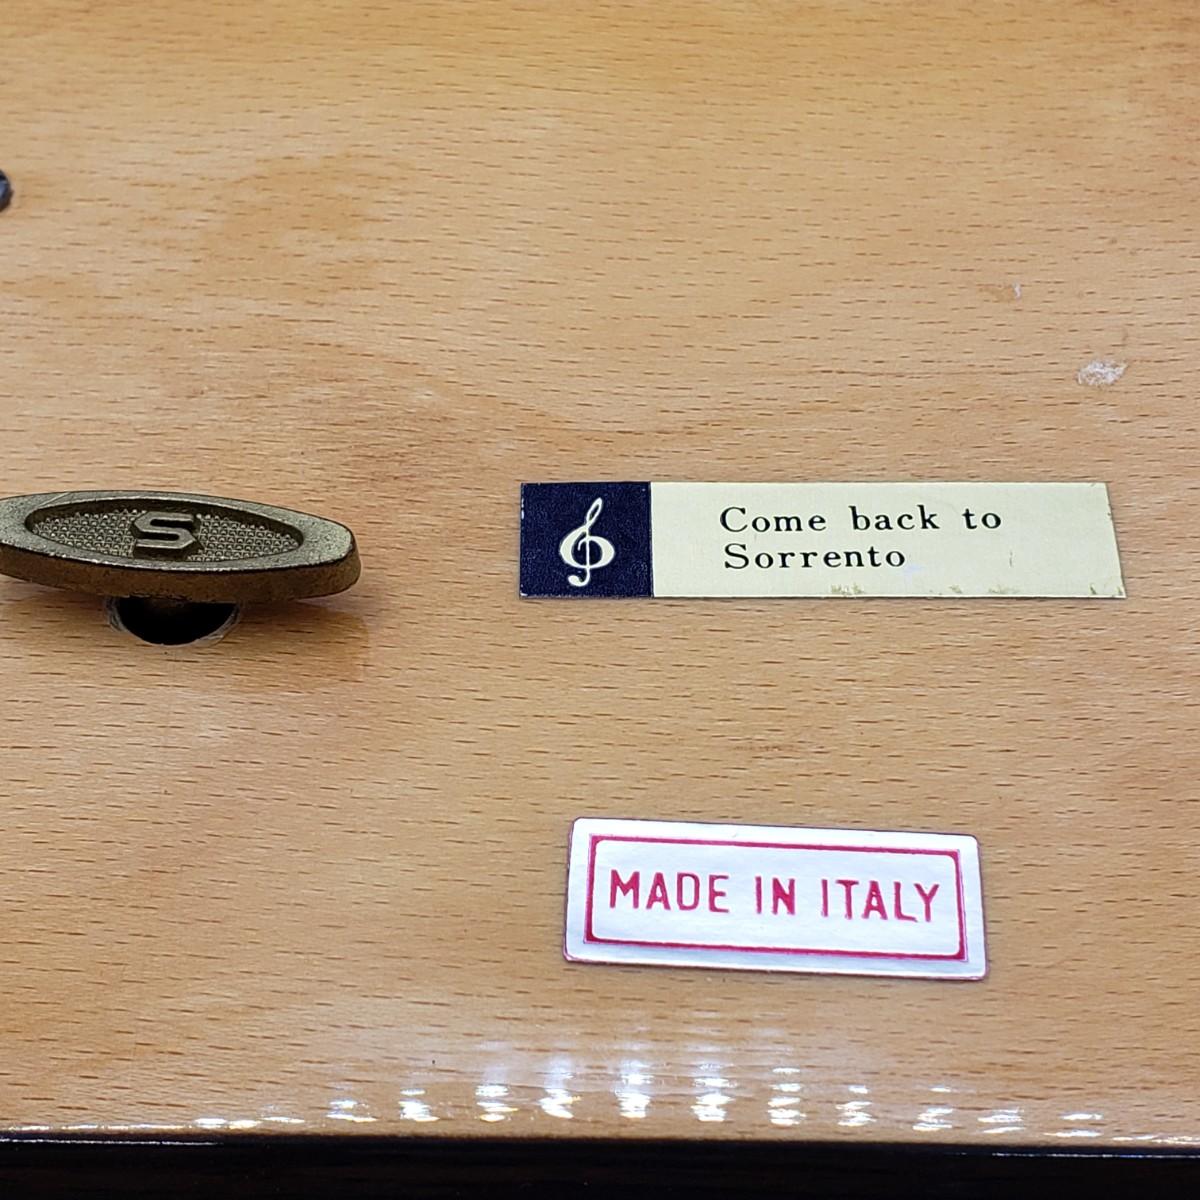 S
Come back to
Sorrento
MADE IN ITALY